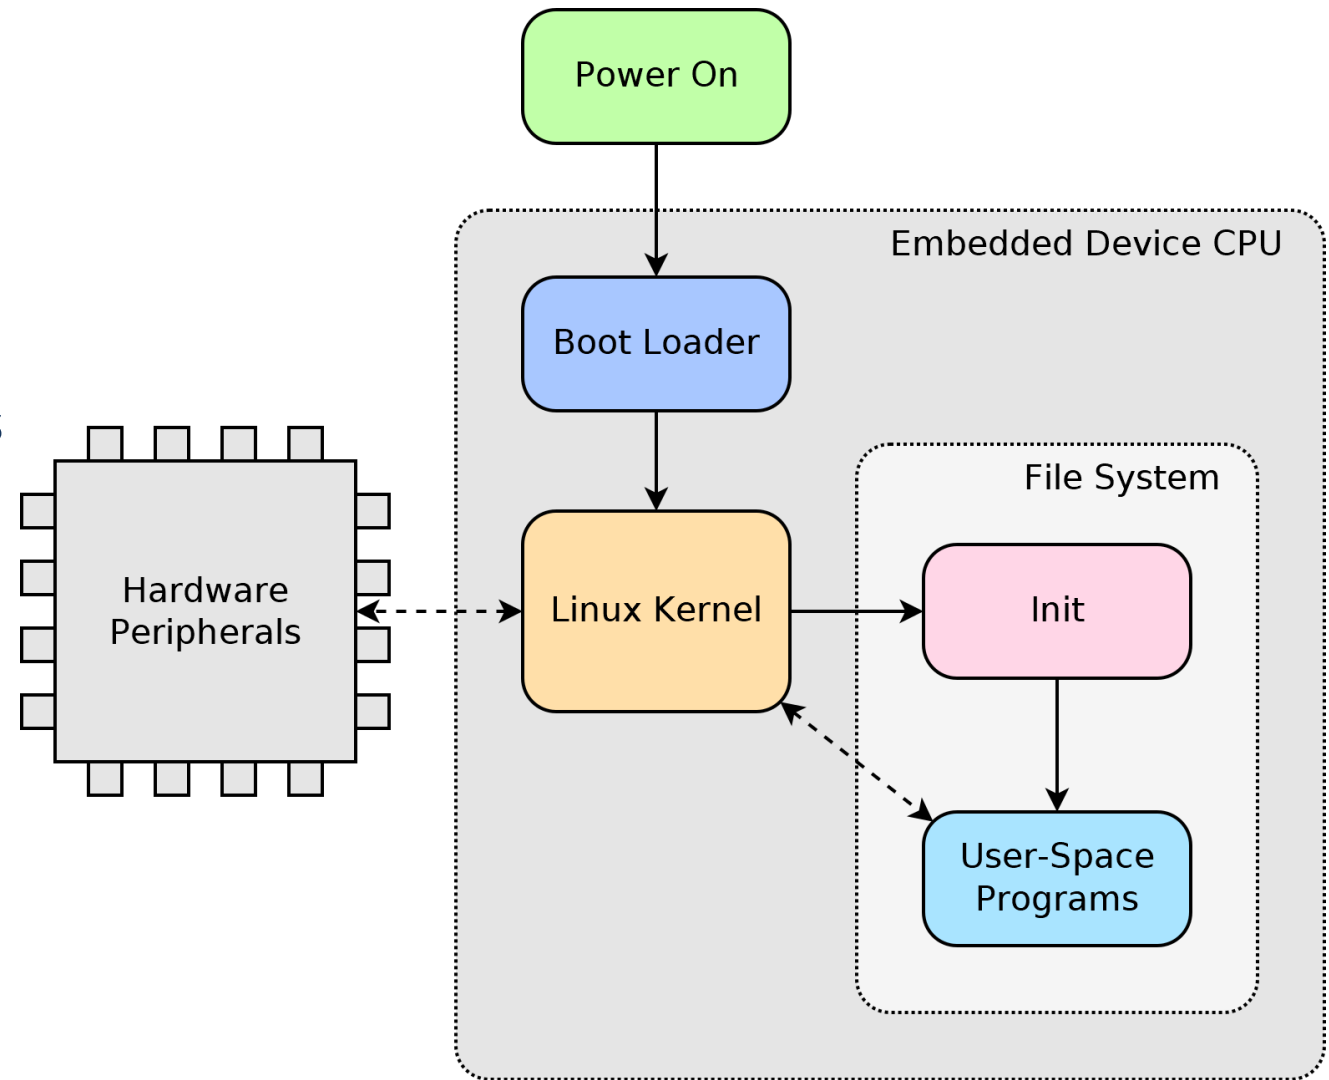 Power On
Embedded Device CPU
Boot Loader
File System
Hardware
Peripherals
Linux Kernel
Init
User-Space
Programs